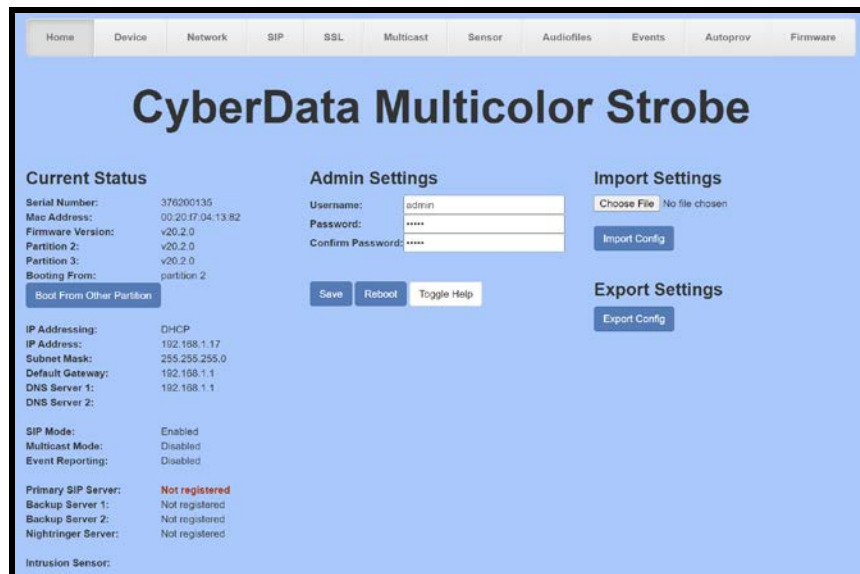 Home Device Network SIP SSL Multicast Sensor Audiofiles Events Autoprov Firmware
CyberData Multicolor Strobe
Current Status
Serial Number: 376200135
Mac Address: 00:20:f7:04:13:82
Firmware Version: v20.2.0
Partition 2: v20.2.0
Partition 3: v20.2.0
Booting From: partition 2
Boot From Other Partition
IP Addressing: DHCP
IP Address: 192.168.1.17
Subnet Mask: 255.255.255.0
Default Gateway: 192.168.1.1
DNS Server 1: 192.168.1.1
DNS Server 2:
SIP Mode: Enabled
Multicast Mode: Disabled
Event Reporting: Disabled
Primary SIP Server: Not registered
Backup Server 1: Not registered
Backup Server 2: Not registered
Nightringer Server: Not registered
Intrusion Sensor:
Admin Settings
Username: admin
Password: •••••
Confirm Password: •••••
Save Reboot Toggle Help
Import Settings
Choose File No file chosen
Import Config
Export Settings
Export Config